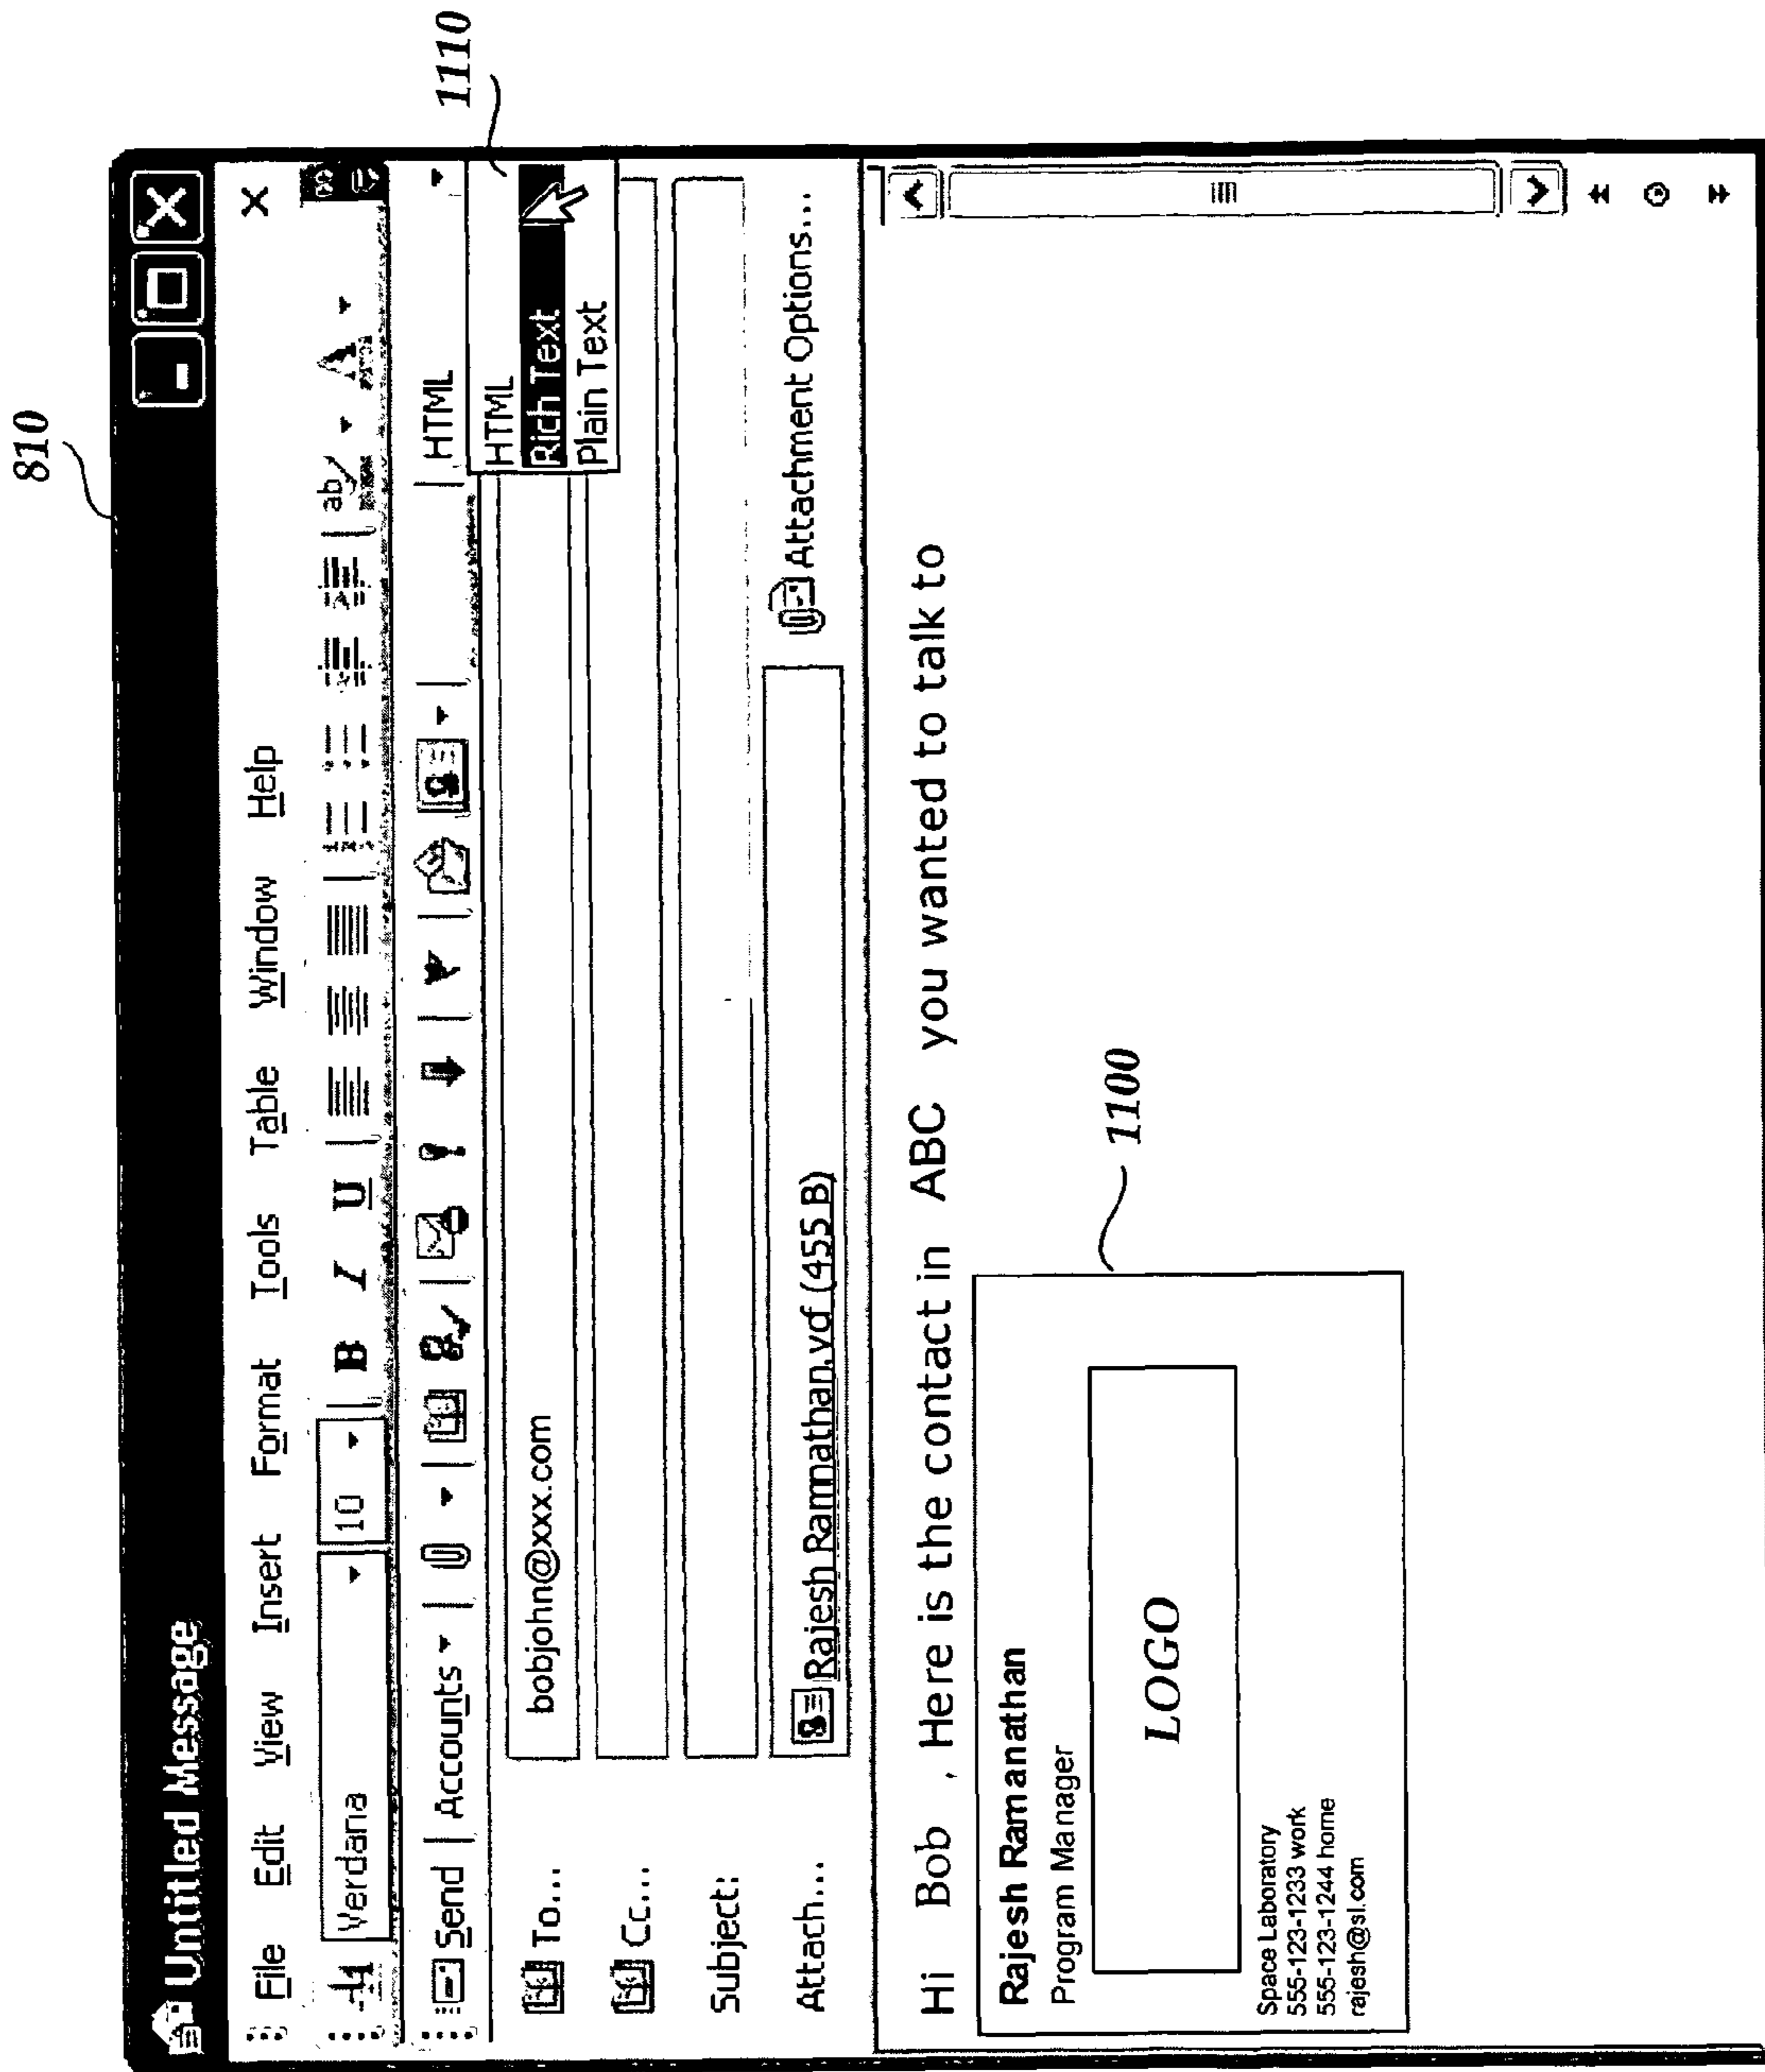 810
Untitled Message
File Edit View Insert Format Tools Table Window Help
Verdana 10 B I U ab A
Send Accounts HTML
1110
HTML
Rich Text
Plain Text
To... bobjohn@xxx.com
Cc...
Subject:
Attach... Rajesh Ramnathan.vcf (455 B) Attachment Options...
Hi Bob , Here is the contact in ABC you wanted to talk to
1100
Rajesh Ramanathan
Program Manager
LOGO
Space Laboratory
555-123-1233 work
555-123-1244 home
rajesh@sl.com